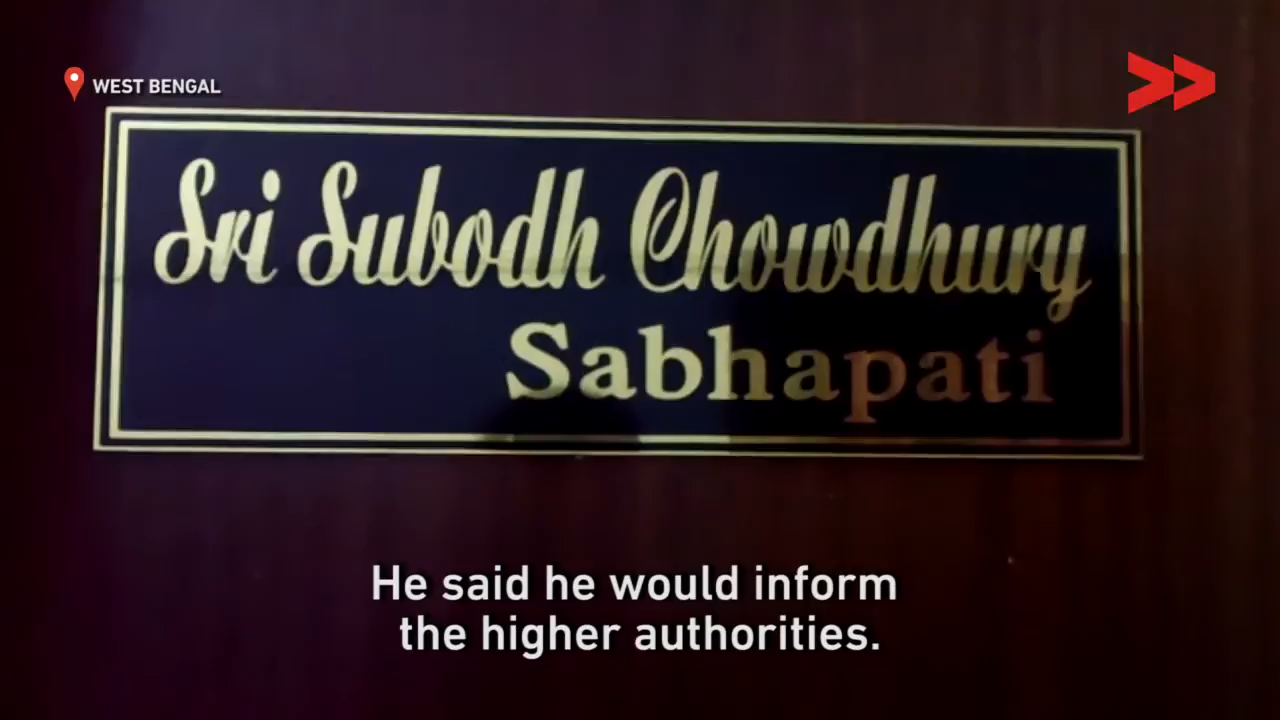 WEST BENGAL
Sri Subodh Chowdhury
Sabhapati
He said he would inform
the higher authorities.